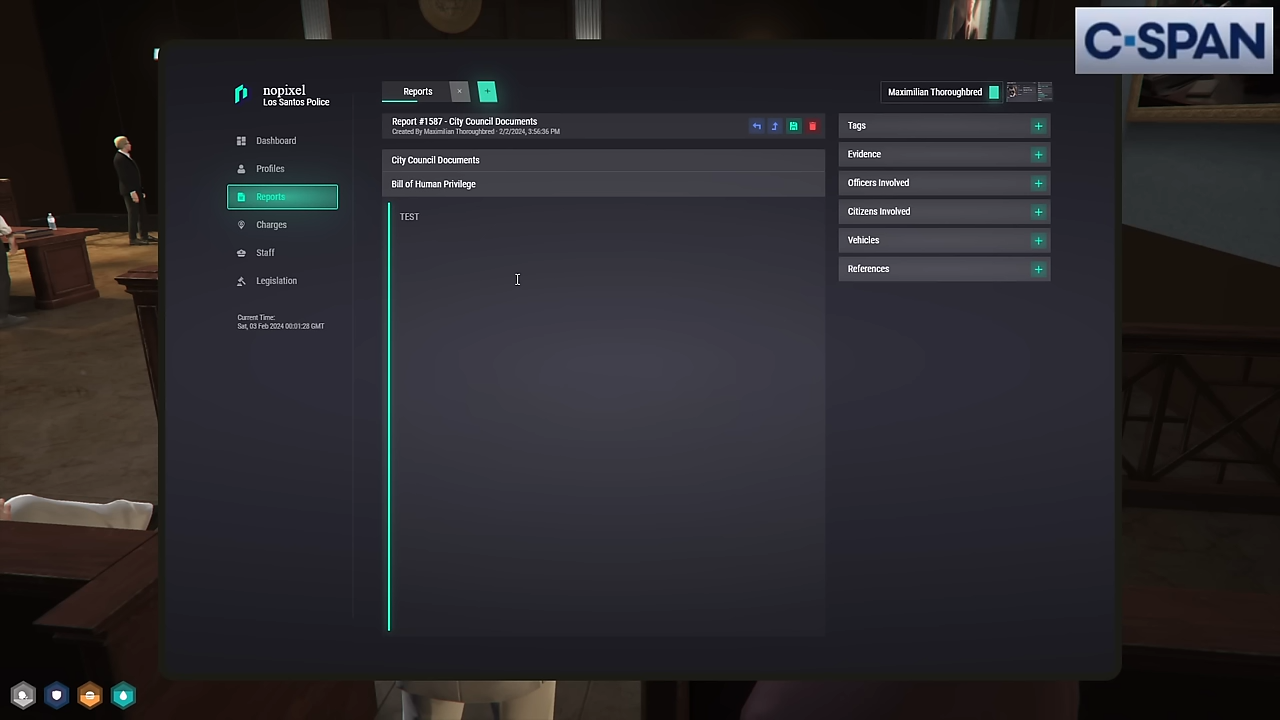 C-SPAN
nopixel
Los Santos Police
Reports
Maximilian Thoroughbred
Dashboard
Profiles
Reports
Charges
Staff
Legislation
Current Time:
Sat, 03 Feb 2024 00:01:28 GMT
Report #1587 - City Council Documents
Created By Maximilian Thoroughbred - 2/2/2024, 3:56:36 PM
City Council Documents
Bill of Human Privilege
TEST
Tags
Evidence
Officers Involved
Citizens Involved
Vehicles
References